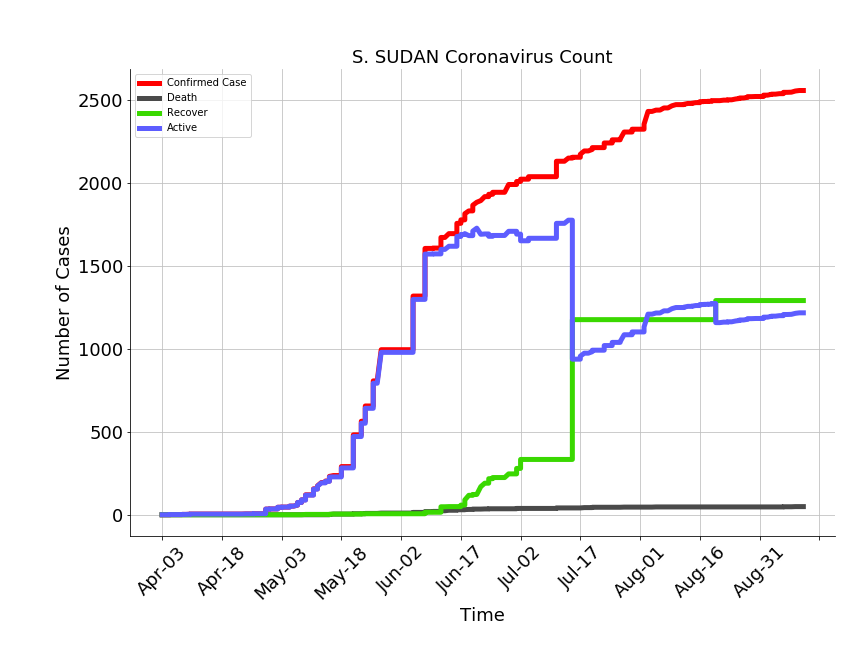 S. SUDAN Coronavirus Count
Confirmed Case
Death
Recover
Active
Number of Cases
2500
2000
1500
1000
500
0
Apr-03
Apr-18
May-03
May-18
Jun-02
Jun-17
Jul-02
Jul-17
Aug-01
Aug-16
Aug-31
Time